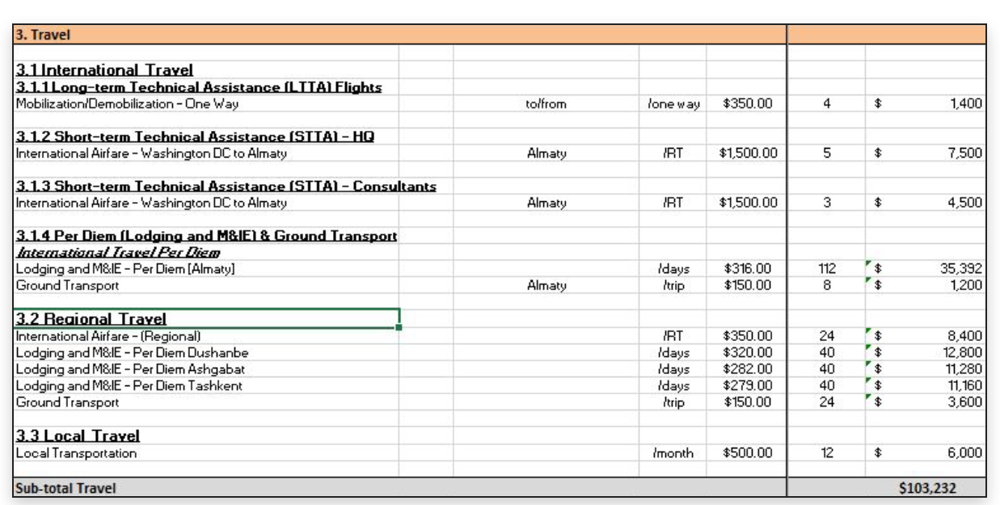 3. Travel
3.1 International Travel
3.1.1 Long-term Technical Assistance (LTTA) Flights
Mobilization/Demobilization - One Way to/from /one way $350.00 4 $ 1,400
3.1.2 Short-term Technical Assistance (STTA) - HQ
International Airfare - Washington DC to Almaty Almaty /RT $1,500.00 5 $ 7,500
3.1.3 Short-term Technical Assistance (STTA) - Consultants
International Airfare - Washington DC to Almaty Almaty /RT $1,500.00 3 $ 4,500
3.1.4 Per Diem (Lodging and M&IE) & Ground Transport
International Travel Per Diem
Lodging and M&IE - Per Diem [Almaty] /days $316.00 112 $ 35,392
Ground Transport Almaty /trip $150.00 8 $ 1,200
3.2 Regional Travel
International Airfare - (Regional) /RT $350.00 24 $ 8,400
Lodging and M&IE - Per Diem Dushanbe /days $320.00 40 $ 12,800
Lodging and M&IE - Per Diem Ashgabat /days $282.00 40 $ 11,280
Lodging and M&IE - Per Diem Tashkent /days $279.00 40 $ 11,160
Ground Transport /trip $150.00 24 $ 3,600
3.3 Local Travel
Local Transportation /month $500.00 12 $ 6,000
Sub-total Travel $103,232